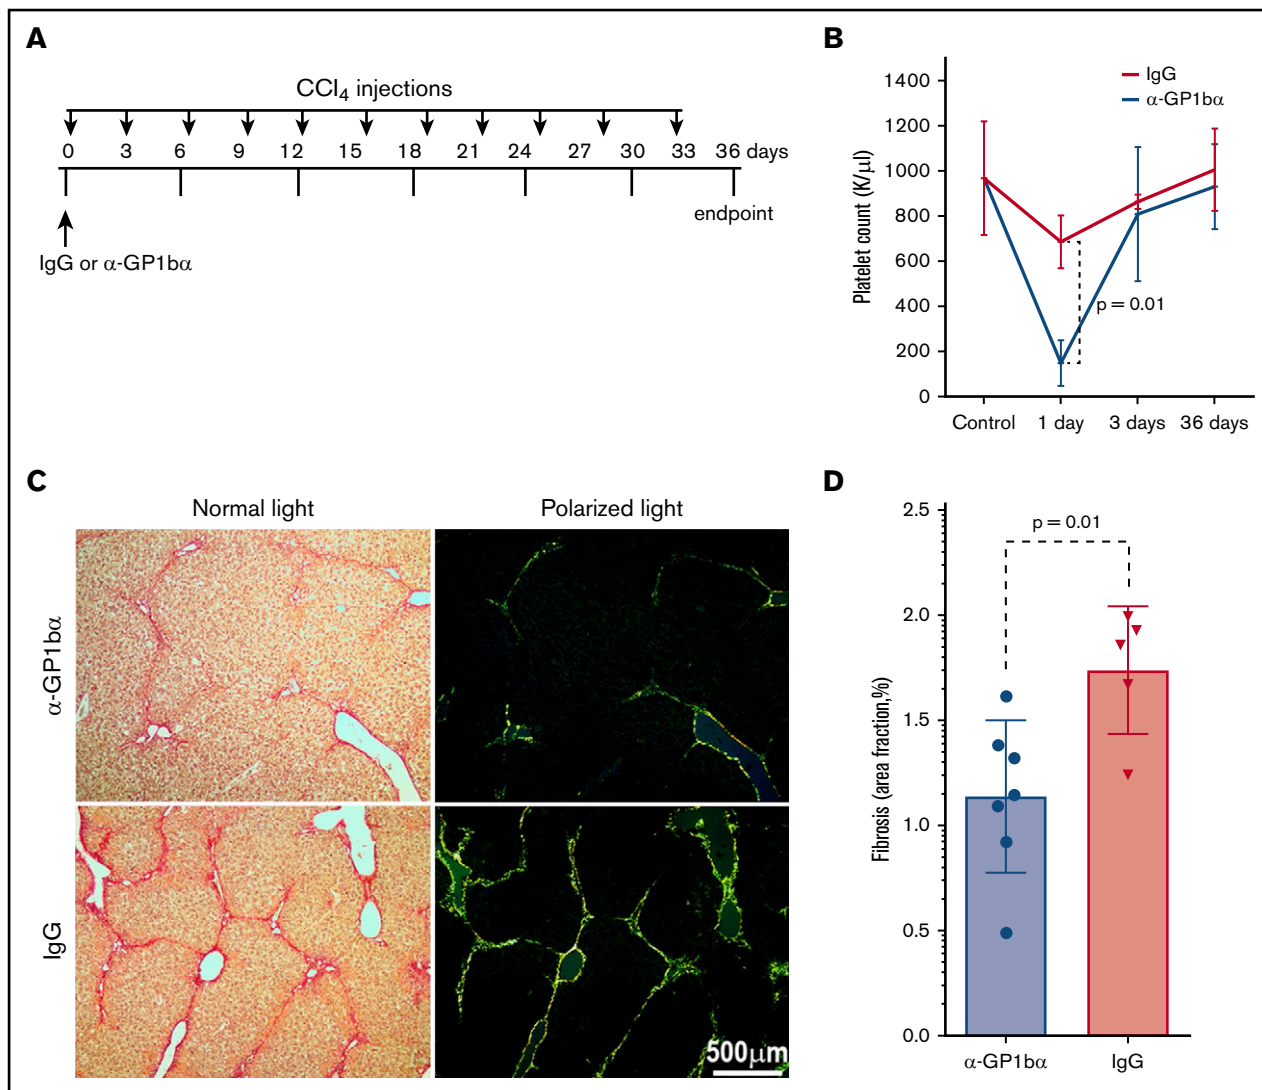 A
CCl4 injections
0 3 6 9 12 15 18 21 24 27 30 33 36 days
endpoint
IgG or α-GP1bα
B
IgG
α-GP1bα
Platelet count (K/μl)
1400
1200
1000
800
600
400
200
0
p = 0.01
Control 1 day 3 days 36 days
C
Normal light Polarized light
α-GP1bα
IgG
500μm
D
Fibrosis (area fraction,%)
2.5
2.0
1.5
1.0
0.5
0.0
p = 0.01
α-GP1bα IgG